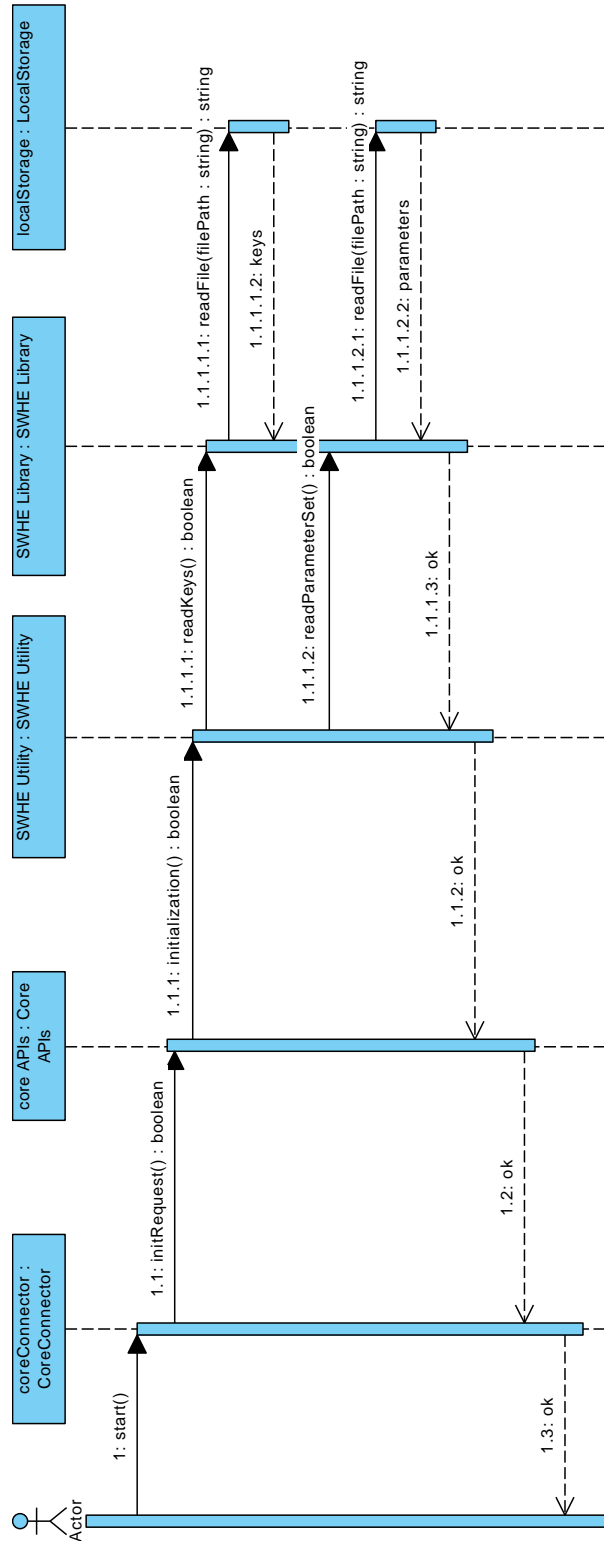 Actor
coreConnector :
CoreConnector
core APIs : Core
APIs
SWHE Utility : SWHE Utility
SWHE Library : SWHE Library
localStorage : LocalStorage
1: start()
1.1: initRequest() : boolean
1.1.1: initialization() : boolean
1.1.1.1: readKeys() : boolean
1.1.1.1.1: readFile(filePath : string) : string
1.1.1.1.2: keys
1.1.1.2: readParameterSet() : boolean
1.1.1.2.1: readFile(filePath : string) : string
1.1.1.2.2: parameters
1.1.1.3: ok
1.1.2: ok
1.2: ok
1.3: ok